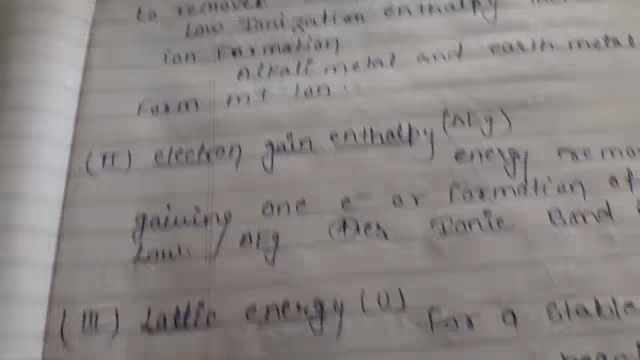 to remove
Low Ionization enthalpy
ion Formation
Alkali metal and earth metal
Form m+ Ion.
(II) electron gain enthalpy (ΔEg)
energy
gaining one e⁻ or Formation of
Low ΔEg Ionic Bond
(III) Lattic energy (U) For a Stable